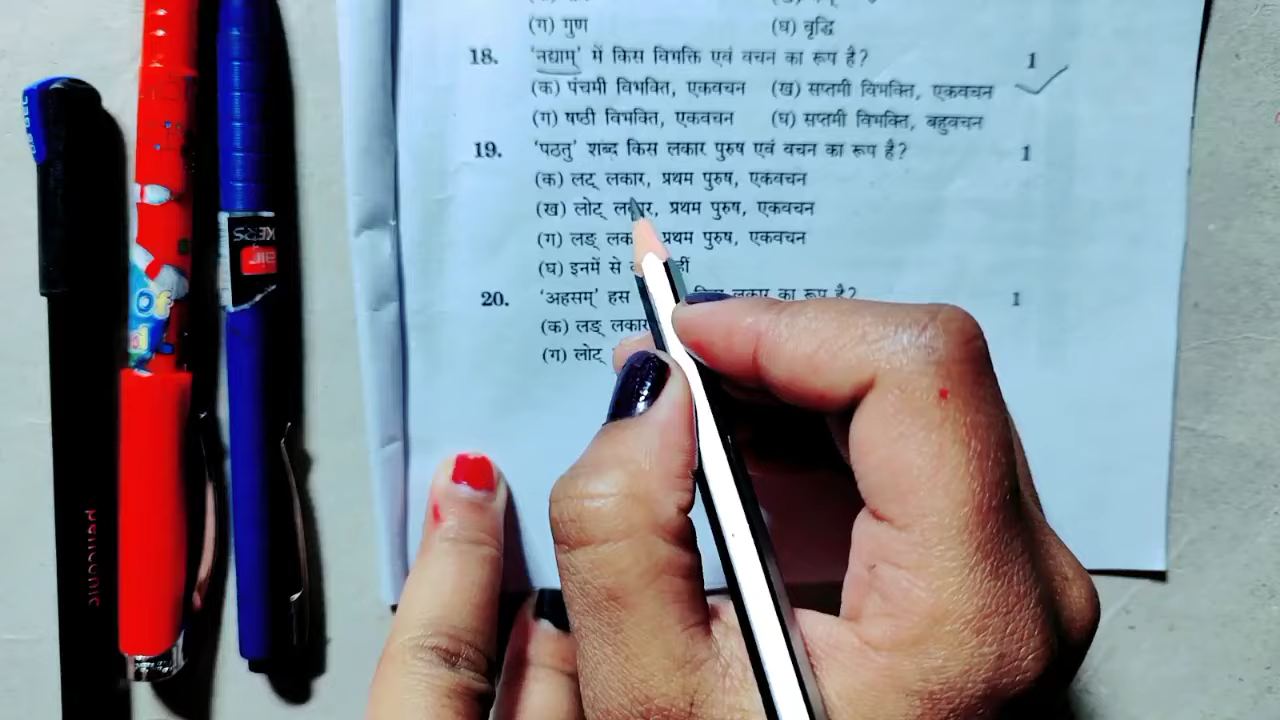 (ग) गुण (घ) वृद्धि
18. 'नद्याम्' में किस विभक्ति एवं वचन का रूप है? 1
(क) पंचमी विभक्ति, एकवचन (ख) सप्तमी विभक्ति, एकवचन
(ग) षष्ठी विभक्ति, एकवचन (घ) सप्तमी विभक्ति, बहुवचन
19. 'पठतु' शब्द किस लकार पुरुष एवं वचन का रूप है? 1
(क) लट् लकार, प्रथम पुरुष, एकवचन
(ख) लोट् लकार, प्रथम पुरुष, एकवचन
(ग) लङ् प्रथम पुरुष, एकवचन
(घ) इनमें से
20. 'अहसम्' हस लकार का रूप है? 1
(क) लङ् लकार
(ग) लोट्